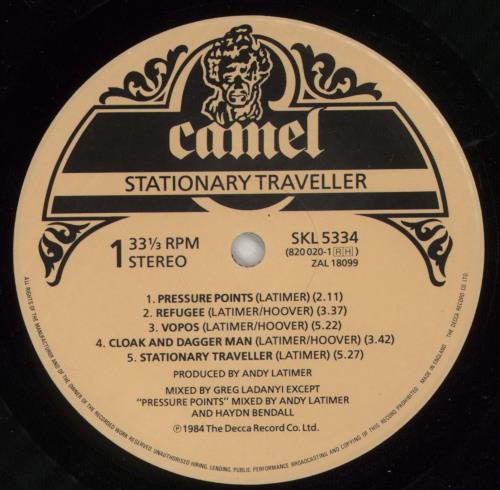 camel
STATIONARY TRAVELLER
1 33⅓ RPM
STEREO
SKL 5334
(820 020-1 RH)
ZAL 18099
1. PRESSURE POINTS (LATIMER) (2.11)
2. REFUGEE (LATIMER/HOOVER) (3.37)
3. VOPOS (LATIMER/HOOVER) (5.22)
4. CLOAK AND DAGGER MAN (LATIMER/HOOVER) (3.42)
5. STATIONARY TRAVELLER (LATIMER) (5.27)
PRODUCED BY ANDY LATIMER
MIXED BY GREG LADANYI EXCEPT
"PRESSURE POINTS" MIXED BY ANDY LATIMER
AND HAYDN BENDALL
℗ 1984 The Decca Record Co. Ltd.
ALL RIGHTS OF THE MANUFACTURER AND OF THE OWNER OF THE RECORDED WORK RESERVED UNAUTHORISED HIRING, LENDING, PUBLIC PERFORMANCE BROADCASTING AND COPYING OF THIS RECORD PROHIBITED MADE IN ENGLAND THE DECCA RECORD CO. LTD.